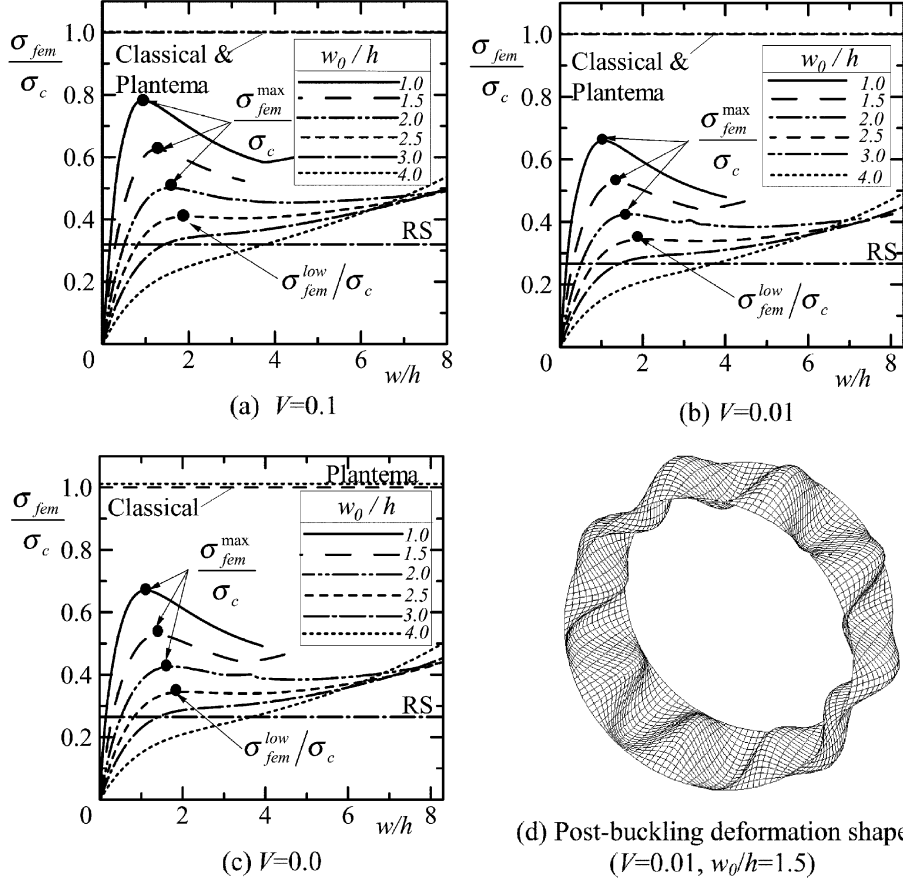 σ_fem / σ_c
1.0
0.8
0.6
0.4
0.2
0
2
4
6
8
w/h
Classical &
Plantema
σ_fem^max / σ_c
w₀ / h
1.0
1.5
2.0
2.5
3.0
4.0
RS
σ_fem^low/σ_c
(a) V=0.1
σ_fem / σ_c
1.0
0.8
0.6
0.4
0.2
0
2
4
6
8
w/h
Classical &
Plantema
σ_fem^max / σ_c
w₀ / h
1.0
1.5
2.0
2.5
3.0
4.0
RS
σ_fem^low/σ_c
(b) V=0.01
σ_fem / σ_c
1.0
0.8
0.6
0.4
0.2
0
2
4
6
8
w/h
Plantema
Classical
σ_fem^max / σ_c
w₀ / h
1.0
1.5
2.0
2.5
3.0
4.0
RS
σ_fem^low/σ_c
(c) V=0.0
(d) Post-buckling deformation shape
(V=0.01, w₀/h=1.5)